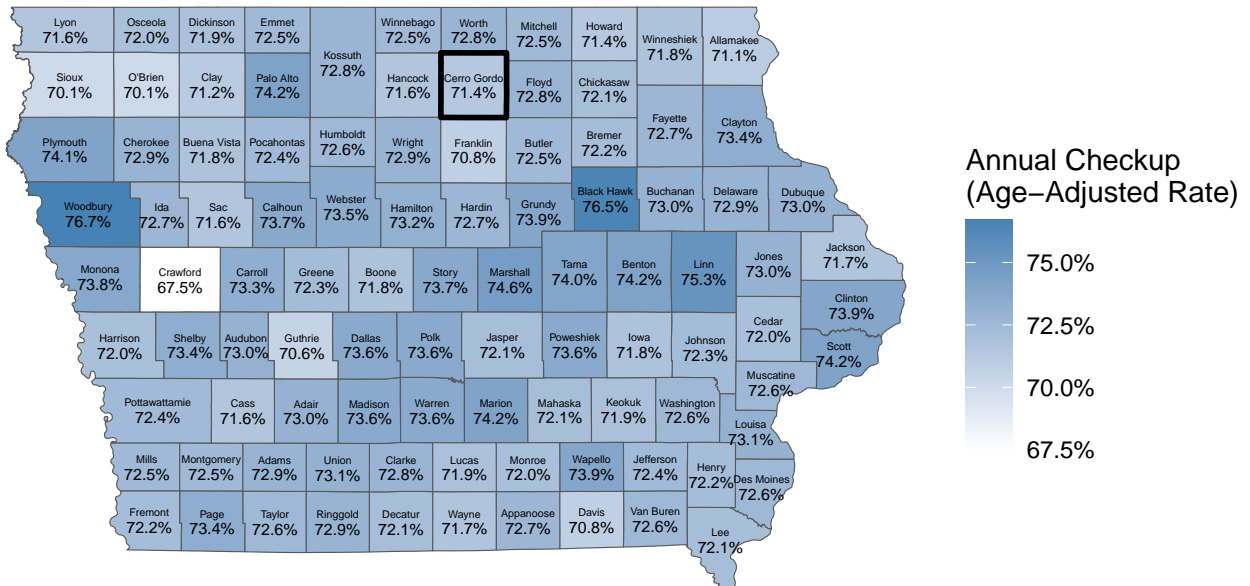 Lyon
71.6%
Osceola
72.0%
Dickinson
71.9%
Emmet
72.5%
Kossuth
72.8%
Winnebago
72.5%
Worth
72.8%
Mitchell
72.5%
Howard
71.4%
Winneshiek
71.8%
Allamakee
71.1%
Sioux
70.1%
O'Brien
70.1%
Clay
71.2%
Palo Alto
74.2%
Hancock
71.6%
Cerro Gordo
71.4%
Floyd
72.8%
Chickasaw
72.1%
Fayette
72.7%
Clayton
73.4%
Plymouth
74.1%
Cherokee
72.9%
Buena Vista
71.8%
Pocahontas
72.4%
Humboldt
72.6%
Wright
72.9%
Franklin
70.8%
Butler
72.5%
Bremer
72.2%
Woodbury
76.7%
Ida
72.7%
Sac
71.6%
Calhoun
73.7%
Webster
73.5%
Hamilton
73.2%
Hardin
72.7%
Grundy
73.9%
Black Hawk
76.5%
Buchanan
73.0%
Delaware
72.9%
Dubuque
73.0%
Monona
73.8%
Crawford
67.5%
Carroll
73.3%
Greene
72.3%
Boone
71.8%
Story
73.7%
Marshall
74.6%
Tama
74.0%
Benton
74.2%
Linn
75.3%
Jones
73.0%
Jackson
71.7%
Clinton
73.9%
Harrison
72.0%
Shelby
73.4%
Audubon
73.0%
Guthrie
70.6%
Dallas
73.6%
Polk
73.6%
Jasper
72.1%
Poweshiek
73.6%
Iowa
71.8%
Johnson
72.3%
Cedar
72.0%
Scott
74.2%
Muscatine
72.6%
Pottawattamie
72.4%
Cass
71.6%
Adair
73.0%
Madison
73.6%
Warren
73.6%
Marion
74.2%
Mahaska
72.1%
Keokuk
71.9%
Washington
72.6%
Louisa
73.1%
Mills
72.5%
Montgomery
72.5%
Adams
72.9%
Union
73.1%
Clarke
72.8%
Lucas
71.9%
Monroe
72.0%
Wapello
73.9%
Jefferson
72.4%
Henry
72.2%
Des Moines
72.6%
Fremont
72.2%
Page
73.4%
Taylor
72.6%
Ringgold
72.9%
Decatur
72.1%
Wayne
71.7%
Appanoose
72.7%
Davis
70.8%
Van Buren
72.6%
Lee
72.1%
Annual Checkup
(Age−Adjusted Rate)
75.0%
72.5%
70.0%
67.5%